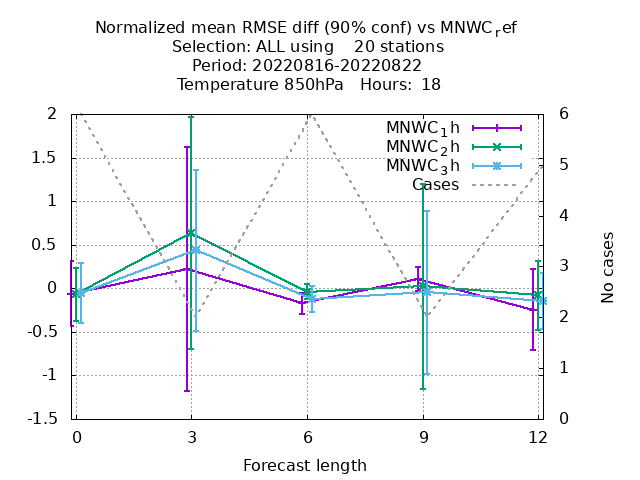 Normalized mean RMSE diff (90% conf) vs MNWC_ref
Selection: ALL using 20 stations
Period: 20220816-20220822
Temperature 850hPa Hours: 18
MNWC_1h
MNWC_2h
MNWC_3h
Cases
2
1.5
1
0.5
0
-0.5
-1
-1.5
6
5
4
3
2
1
0
No cases
0 3 6 9 12
Forecast length